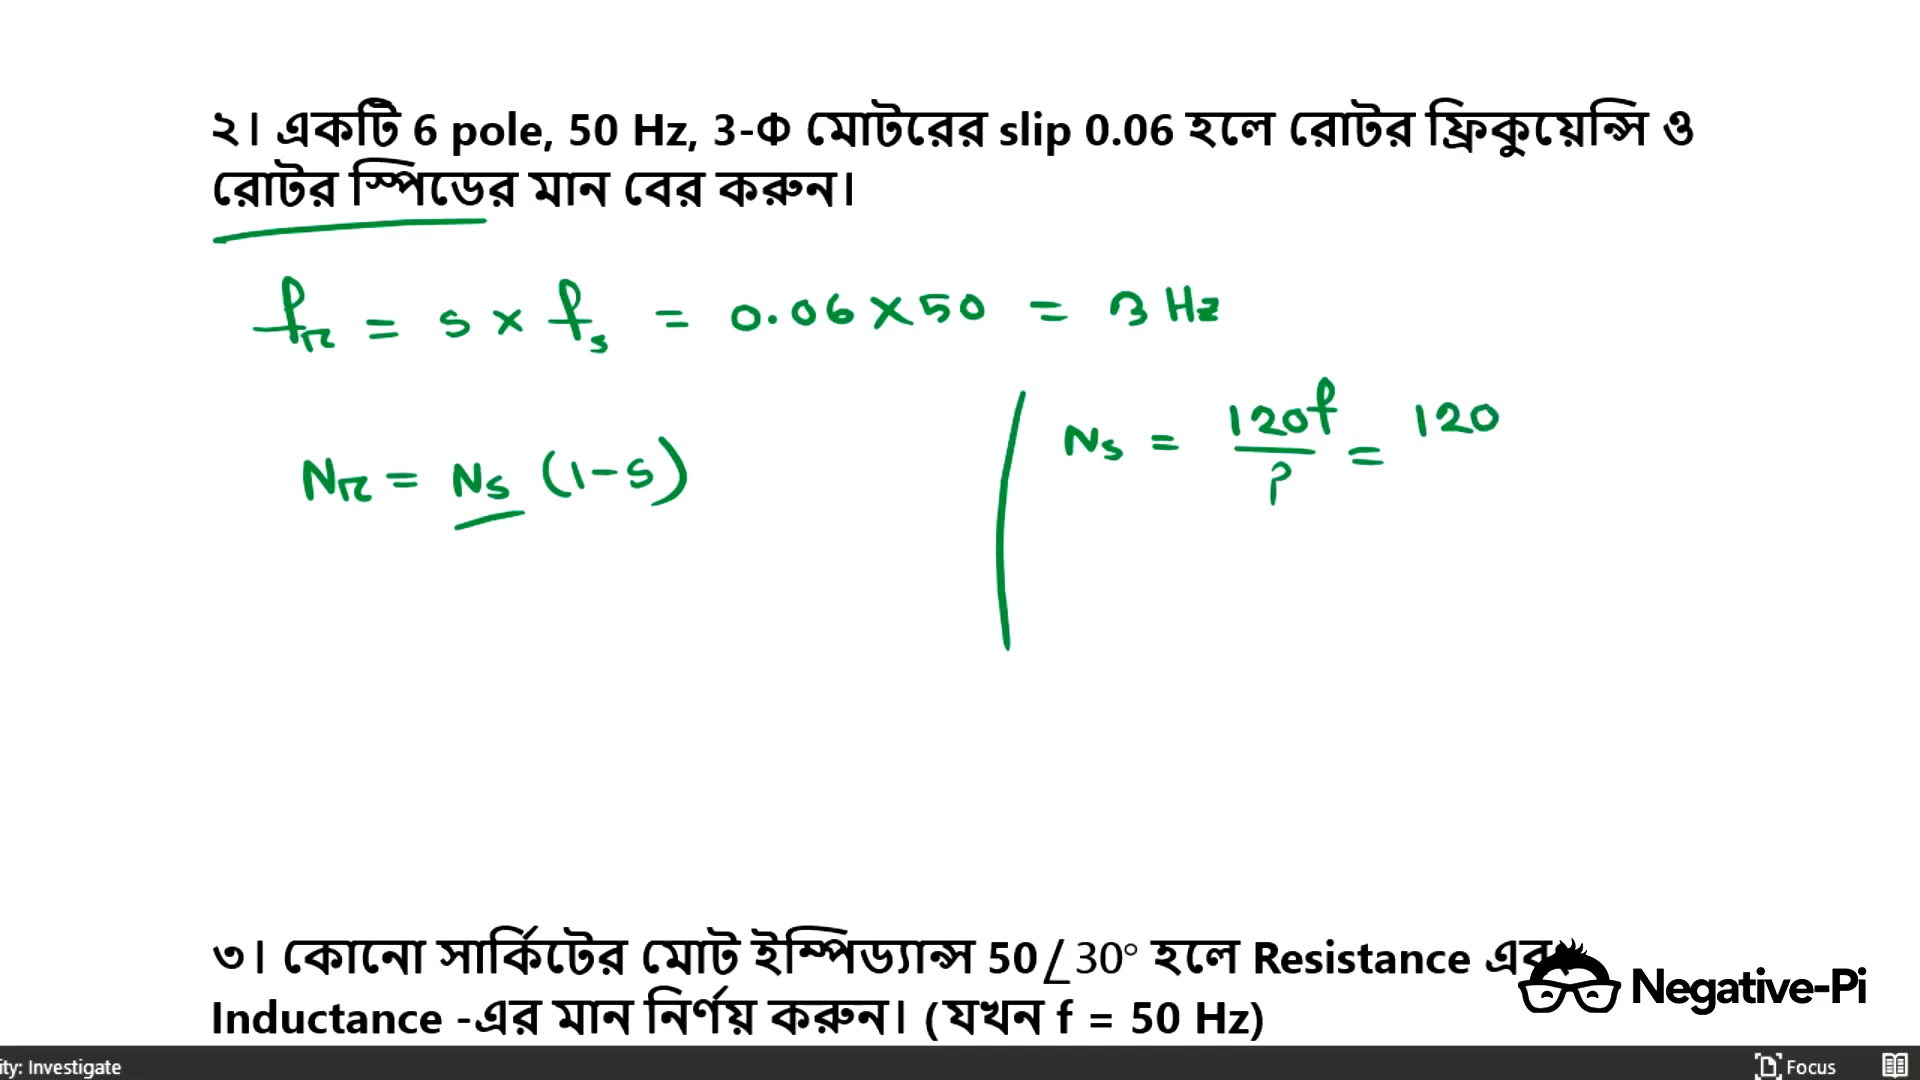 ২। একটি 6 pole, 50 Hz, 3-Φ মোটরের slip 0.06 হলে রোটর ফ্রিকুয়েন্সি ও
রোটর স্পিডের মান বের করুন।
fr = s × fs = 0.06 × 50 = 3 Hz
Nr = Ns (1-s)
Ns = 120f / P = 120
৩। কোনো সার্কিটের মোট ইম্পিড্যান্স 50∠30° হলে Resistance
Inductance -এর মান নির্ণয় করুন। (যখন f = 50 Hz)
Negative-Pi
ity: Investigate
Focus